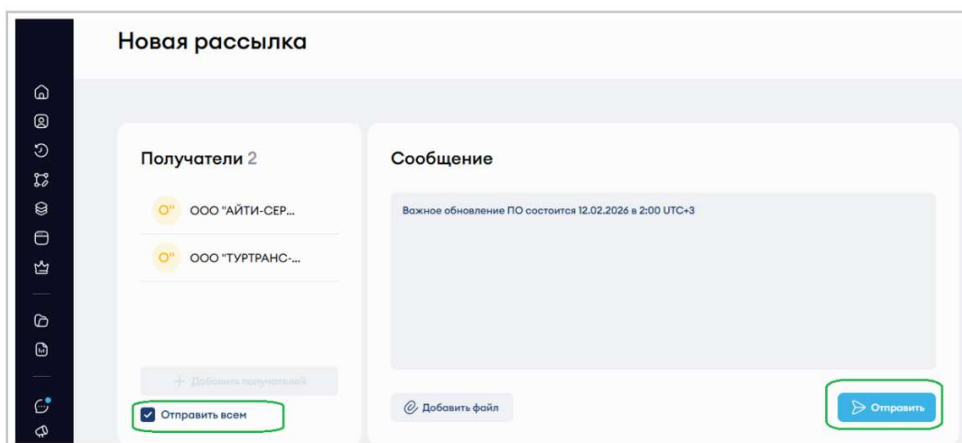 Новая рассылка
Получатели 2
О" ООО "АЙТИ-СЕР...
О" ООО "ТУРТРАНС-...
+ Добавить получателей
Отправить всем
Сообщение
Важное обновление ПО состоится 12.02.2026 в 2:00 UTC+3
Добавить файл
Отправить